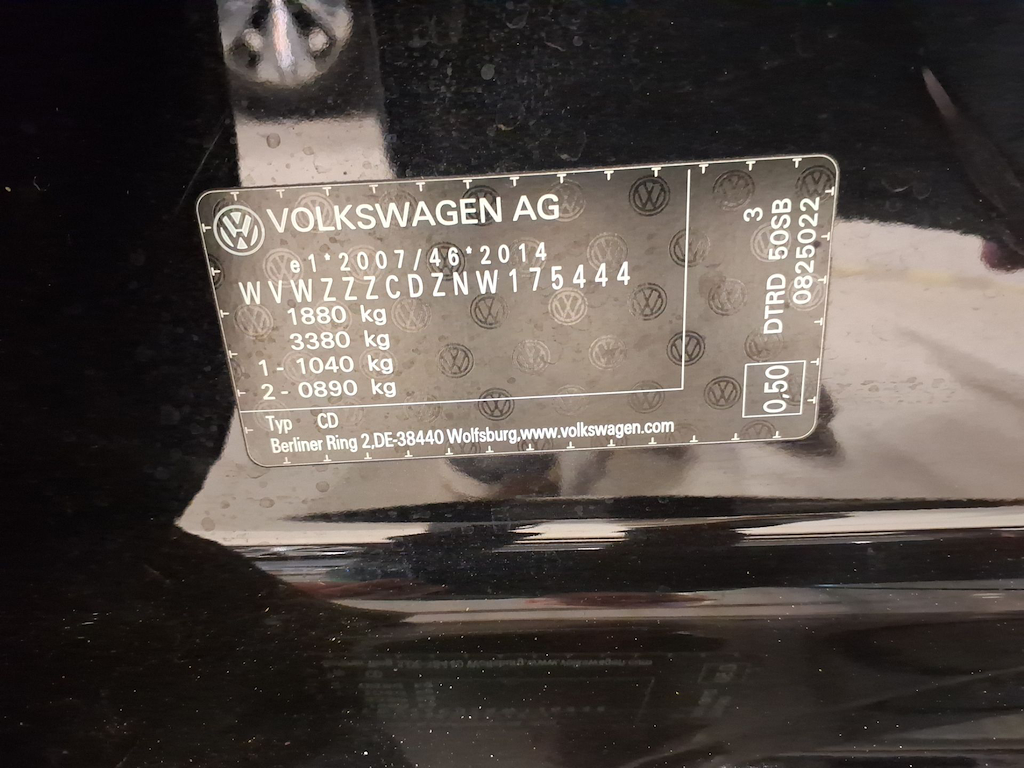 VOLKSWAGEN AG
e1*2007/46*2014
WVWZZZCDZNW175444
1880 kg
3380 kg
1 - 1040 kg
2 - 0890 kg
Typ CD
Berliner Ring 2,DE-38440 Wolfsburg,www.volkswagen.com
3
DTRD 50SB
0825022
0,50